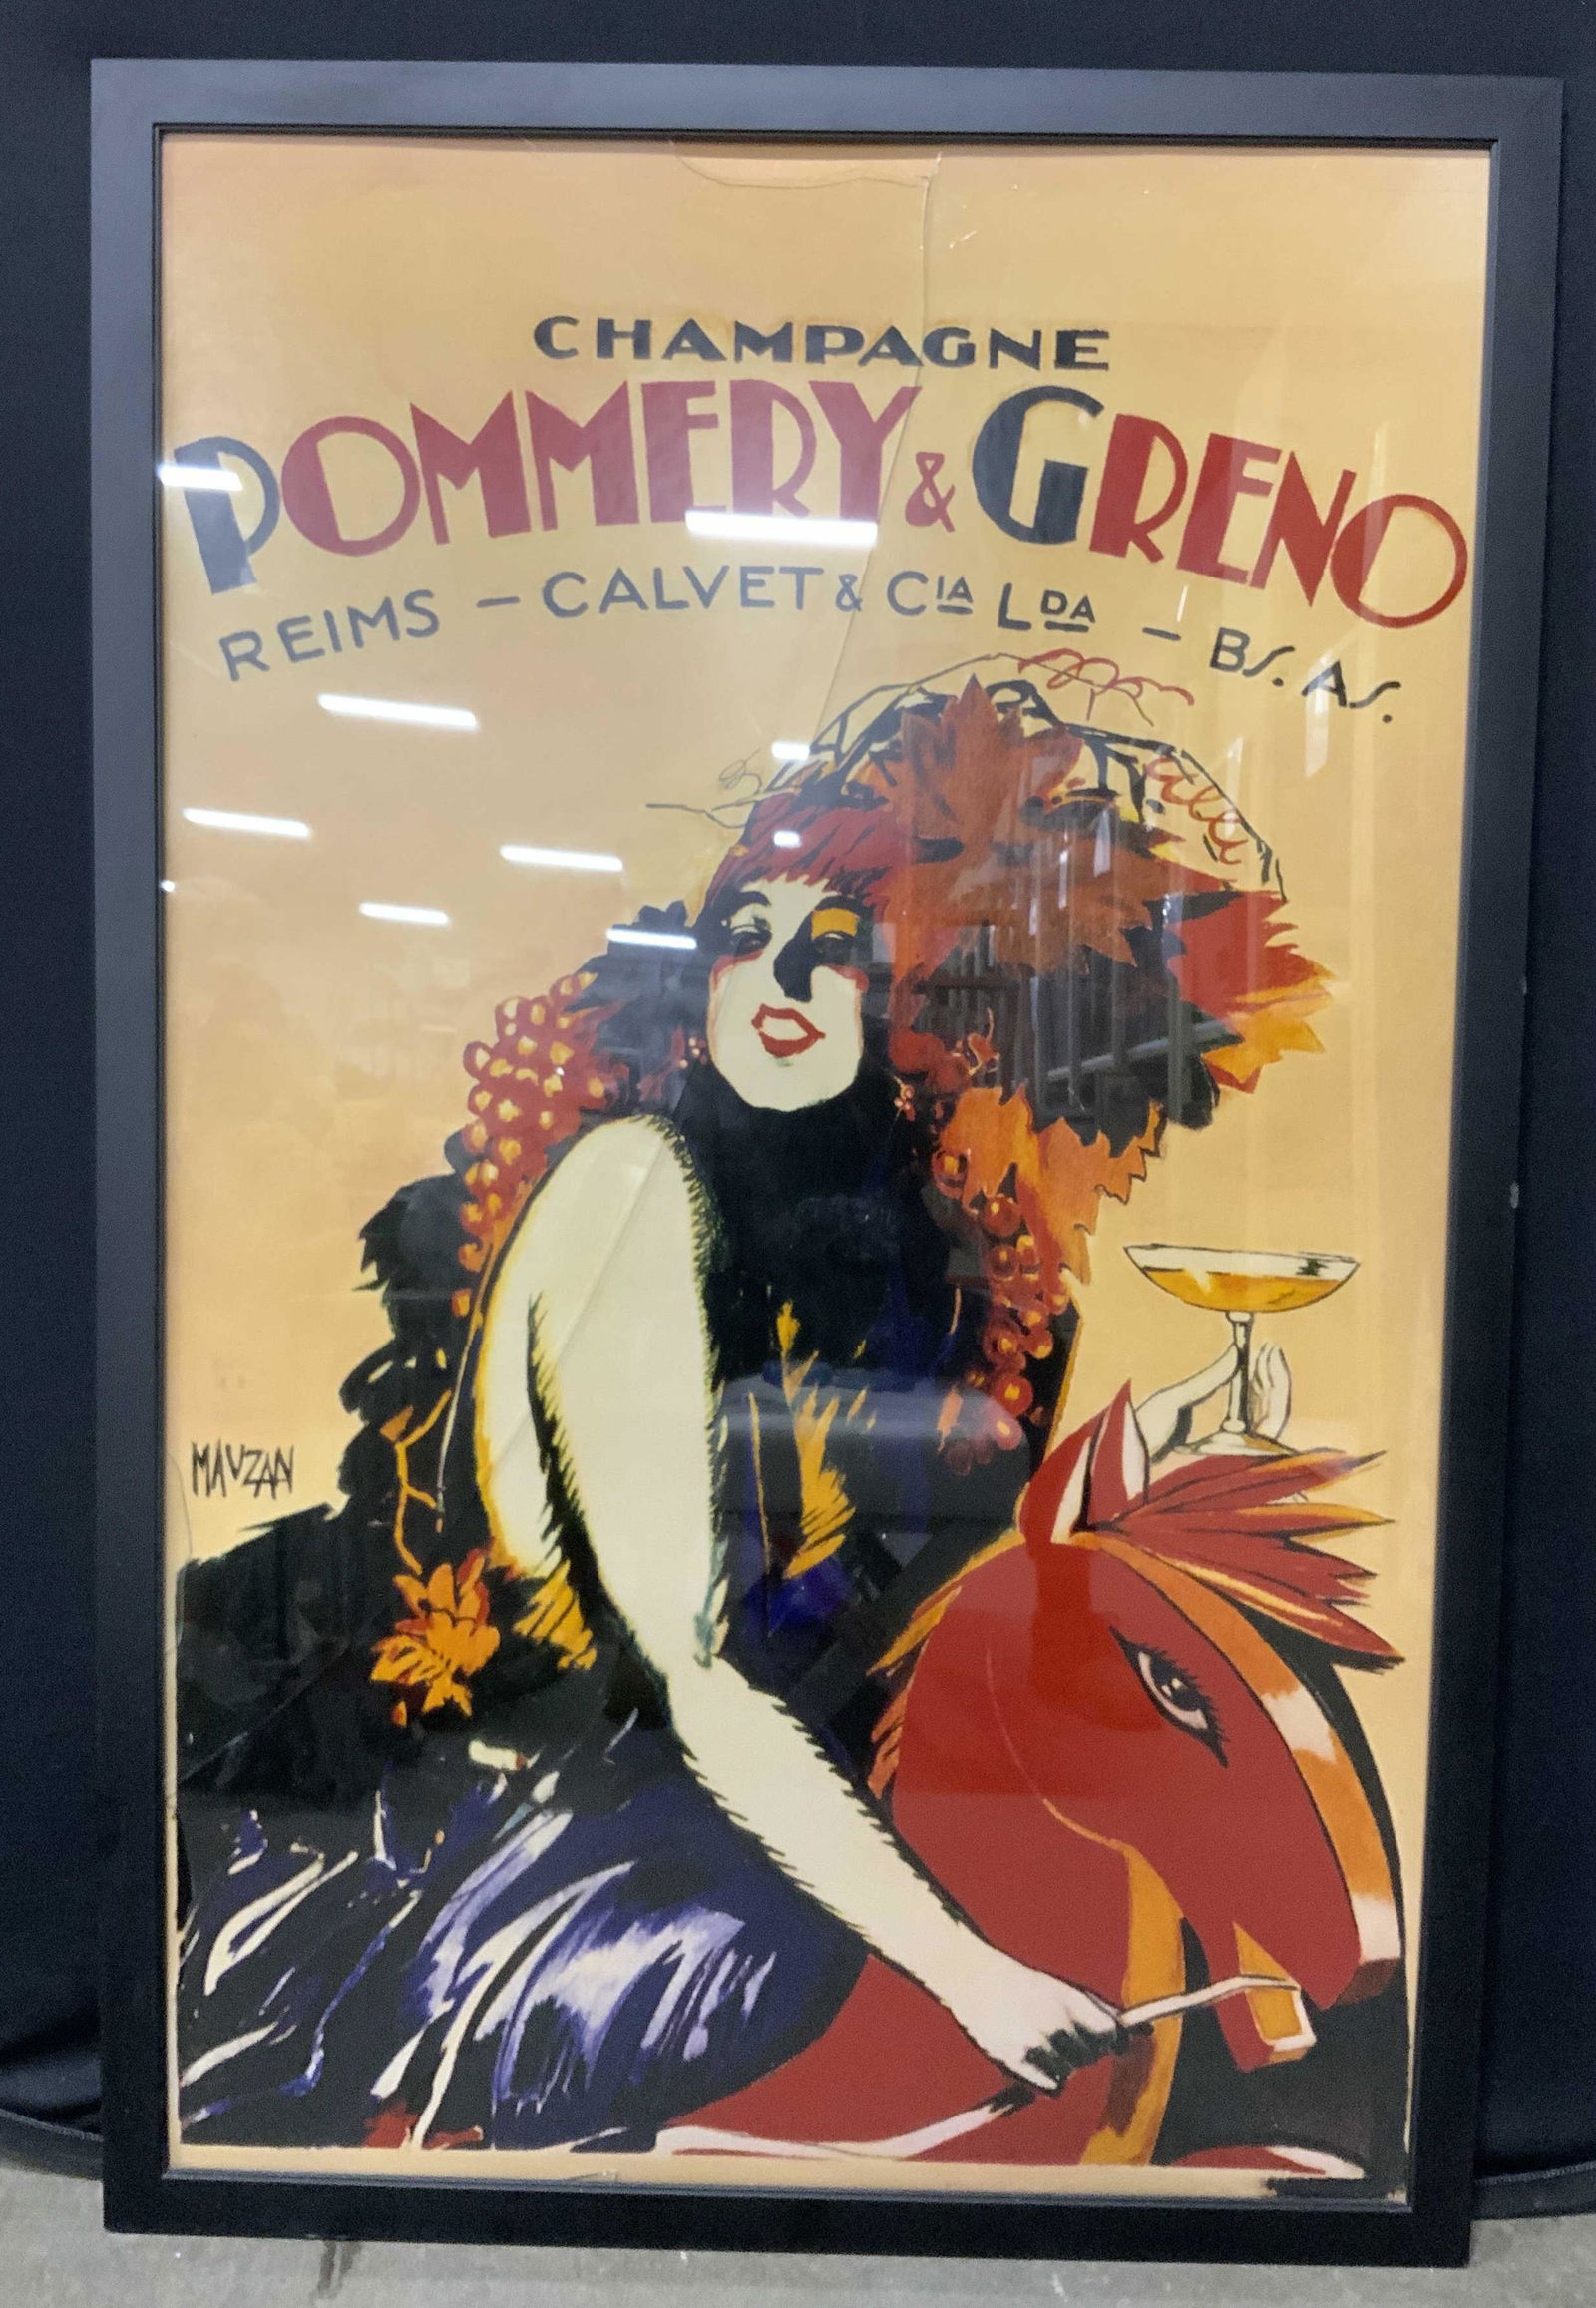 CHAMPAGNE
POMMERY & GRENO
REIMS – CALVET & CIA LDA – BS. AS.
MAUZAN